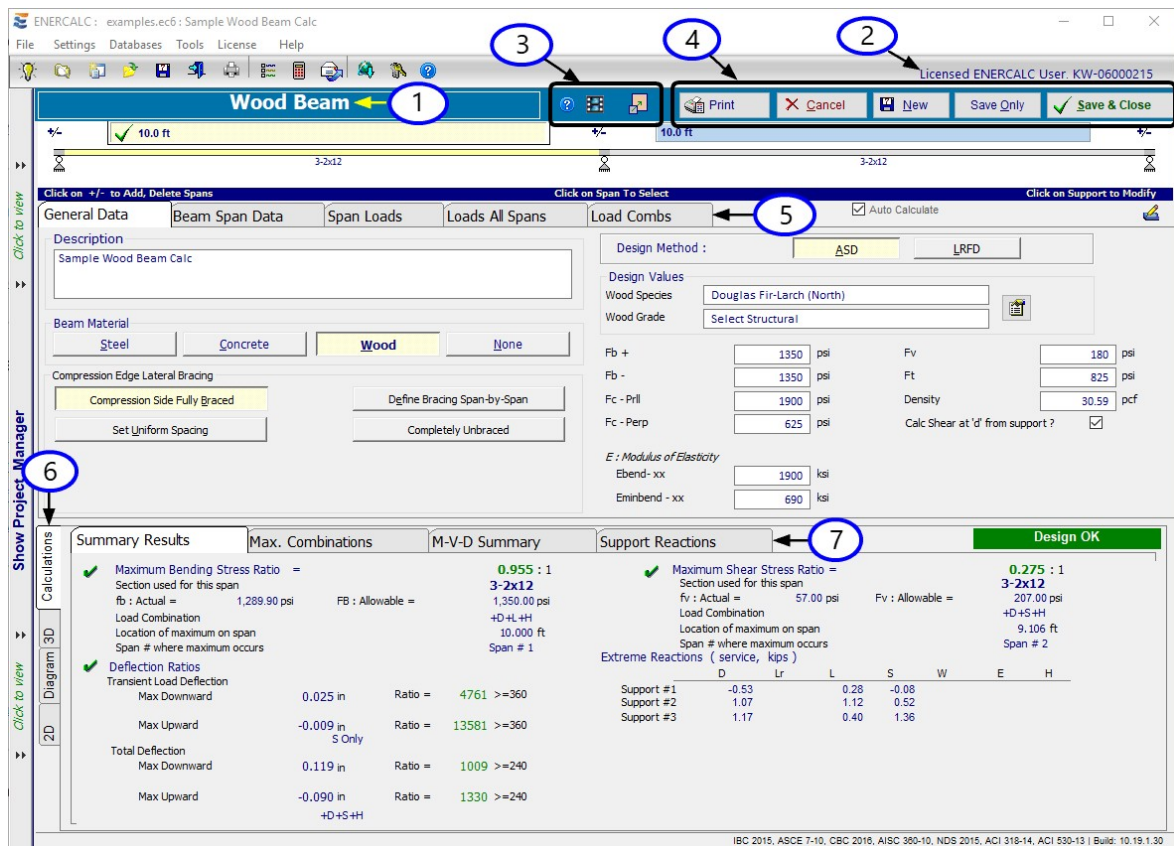 ENERCALC : examples.ec6 : Sample Wood Beam Calc
File Settings Databases Tools License Help
3
4
2
Licensed ENERCALC User. KW-06000215
Wood Beam
1
Print
Cancel
New
Save Only
Save & Close
+/-
10.0 ft
+/-
10.0 ft
+/-
3-2x12
3-2x12
Click on +/- to Add, Delete Spans
Click on Span To Select
Click on Support to Modify
Click to view
General Data
Beam Span Data
Span Loads
Loads All Spans
Load Combs
5
Auto Calculate
Description
Sample Wood Beam Calc
Design Method :
ASD
LRFD
Design Values
Wood Species Douglas Fir-Larch (North)
Wood Grade Select Structural
Beam Material
Steel
Concrete
Wood
None
Compression Edge Lateral Bracing
Compression Side Fully Braced
Define Bracing Span-by-Span
Set Uniform Spacing
Completely Unbraced
Fb + 1350 psi
Fv 180 psi
Fb - 1350 psi
Ft 825 psi
Fc - Prll 1900 psi
Density 30.59 pcf
Fc - Perp 625 psi
Calc Shear at 'd' from support ?
E : Modulus of Elasticity
Ebend- xx 1900 ksi
Eminbend - xx 690 ksi
Show Project Manager
6
Calculations
3D
Diagram
2D
Click to view
Summary Results
Max. Combinations
M-V-D Summary
Support Reactions
7
Design OK
Maximum Bending Stress Ratio = 0.955 : 1
Section used for this span 3-2x12
fb : Actual = 1,289.90 psi FB : Allowable = 1,350.00 psi
Load Combination +D+L+H
Location of maximum on span 10.000 ft
Span # where maximum occurs Span # 1
Maximum Shear Stress Ratio = 0.275 : 1
Section used for this span 3-2x12
fv : Actual = 57.00 psi Fv : Allowable = 207.00 psi
Load Combination +D+S+H
Location of maximum on span 9.106 ft
Span # where maximum occurs Span # 2
Deflection Ratios
Transient Load Deflection
Max Downward 0.025 in Ratio = 4761 >=360
Max Upward -0.009 in Ratio = 13581 >=360
S Only
Total Deflection
Max Downward 0.119 in Ratio = 1009 >=240
Max Upward -0.090 in Ratio = 1330 >=240
+D+S+H
Extreme Reactions ( service, kips )
D Lr L S W E H
Support #1 -0.53 0.28 -0.08
Support #2 1.07 1.12 0.52
Support #3 1.17 0.40 1.36
IBC 2015, ASCE 7-10, CBC 2016, AISC 360-10, NDS 2015, ACI 318-14, ACI 530-13 | Build: 10.19.1.30